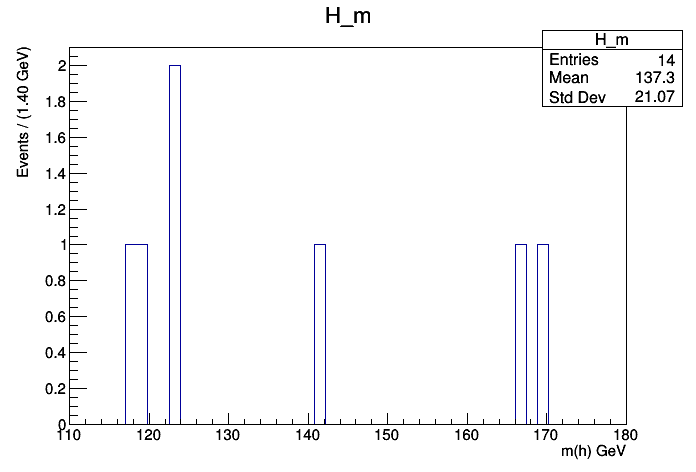 H_m
H_m
Entries 14
Mean 137.3
Std Dev 21.07
Events / (1.40 GeV)
2
1.8
1.6
1.4
1.2
1
0.8
0.6
0.4
0.2
0
110 120 130 140 150 160 170 180
m(h) GeV